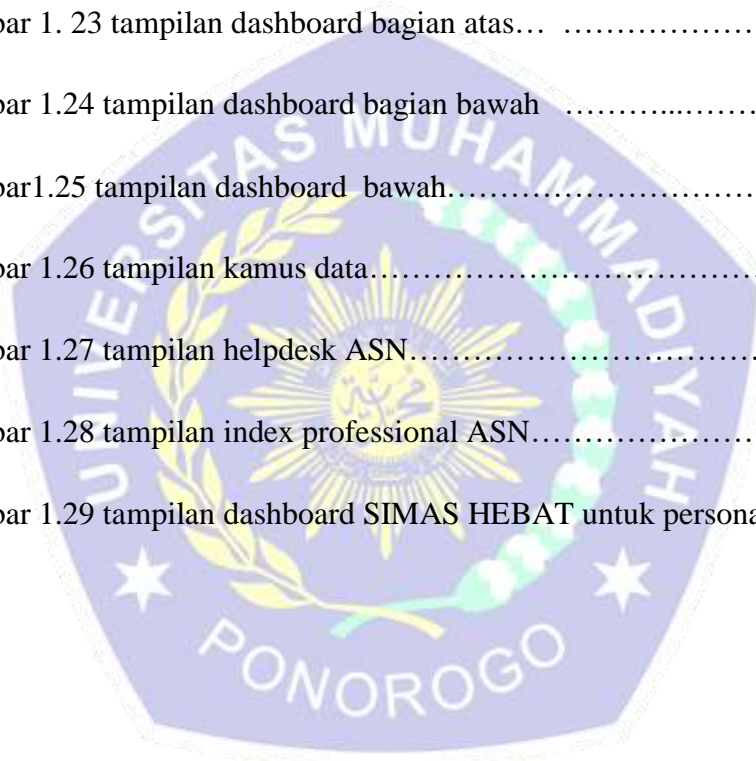 bar 1. 23 tampilan dashboard bagian atas… …………………
bar 1.24 tampilan dashboard bagian bawah ………...………
bar1.25 tampilan dashboard  bawah…………………………
bar 1.26 tampilan kamus data………………………………
bar 1.27 tampilan helpdesk ASN……………………………
bar 1.28 tampilan index professional ASN…………………
bar 1.29 tampilan dashboard SIMAS HEBAT untuk persona
UNIVERSITAS MUHAMMADIYAH
PONOROGO